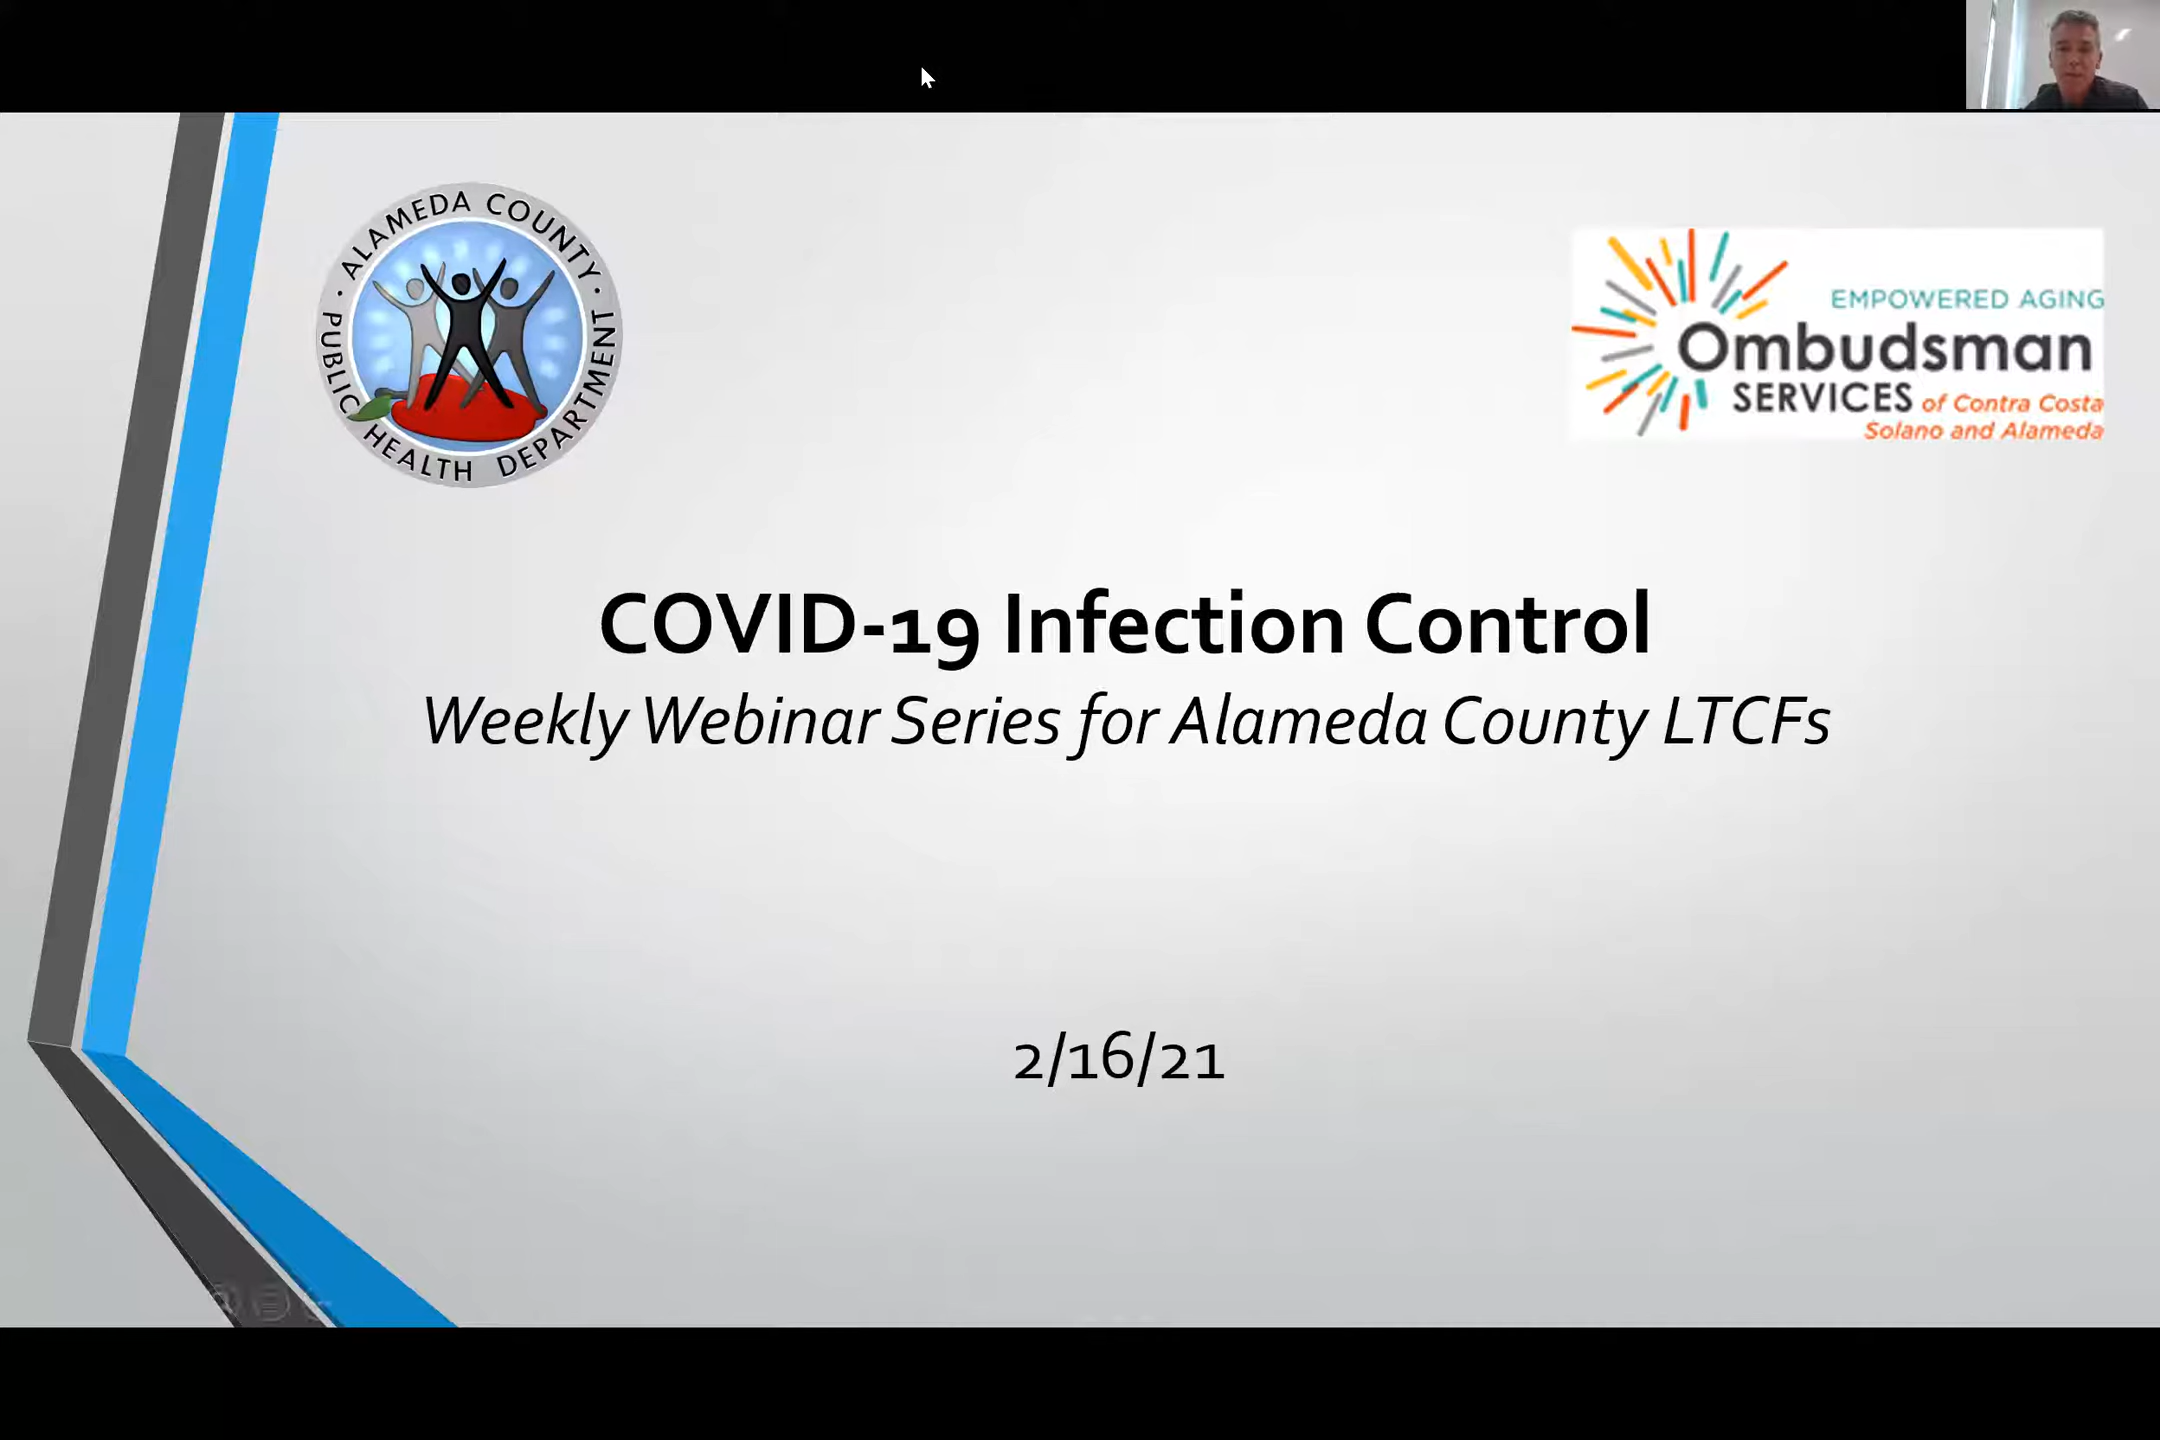 ALAMEDA COUNTY
PUBLIC HEALTH DEPARTMENT
EMPOWERED AGING
Ombudsman
SERVICES of Contra Costa
Solano and Alameda
COVID-19 Infection Control
Weekly Webinar Series for Alameda County LTCFs
2/16/21